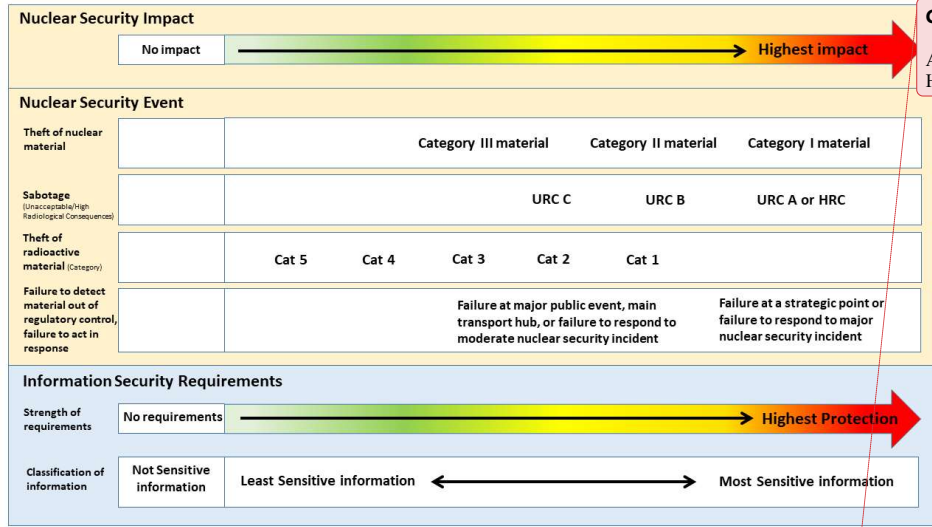 Nuclear Security Impact
No impact
Highest impact
Nuclear Security Event
Theft of nuclear
material
Category III material
Category II material
Category I material
Sabotage
(Unacceptable/High
Radiological Consequences)
URC C
URC B
URC A or HRC
Theft of
radioactive
material (Category)
Cat 5
Cat 4
Cat 3
Cat 2
Cat 1
Failure to detect
material out of
regulatory control,
failure to act in
response
Failure at major public event, main
transport hub, or failure to respond to
moderate nuclear security incident
Failure at a strategic point or
failure to respond to major
nuclear security incident
Information Security Requirements
Strength of
requirements
No requirements
Highest Protection
Classification of
information
Not Sensitive
information
Least Sensitive information
Most Sensitive information